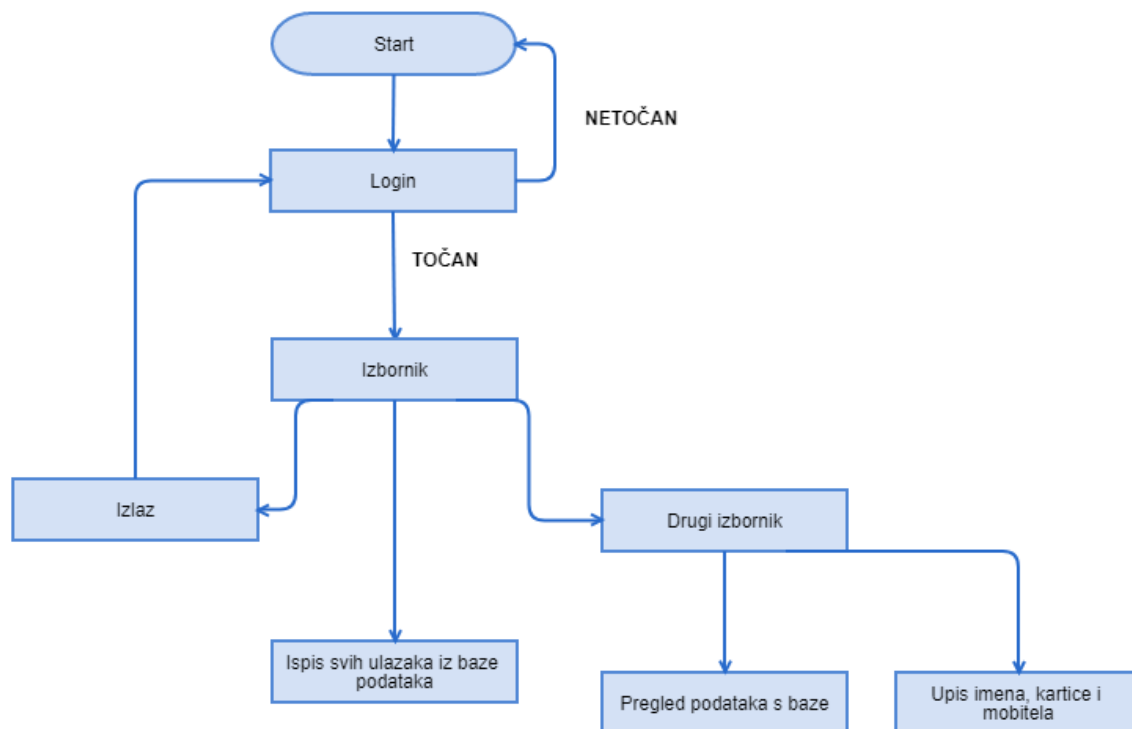 Start
NETOČAN
Login
TOČAN
Izbornik
Izlaz
Drugi izbornik
Ispis svih ulazaka iz baze
podataka
Pregled podataka s baze
Upis imena, kartice i
mobitela